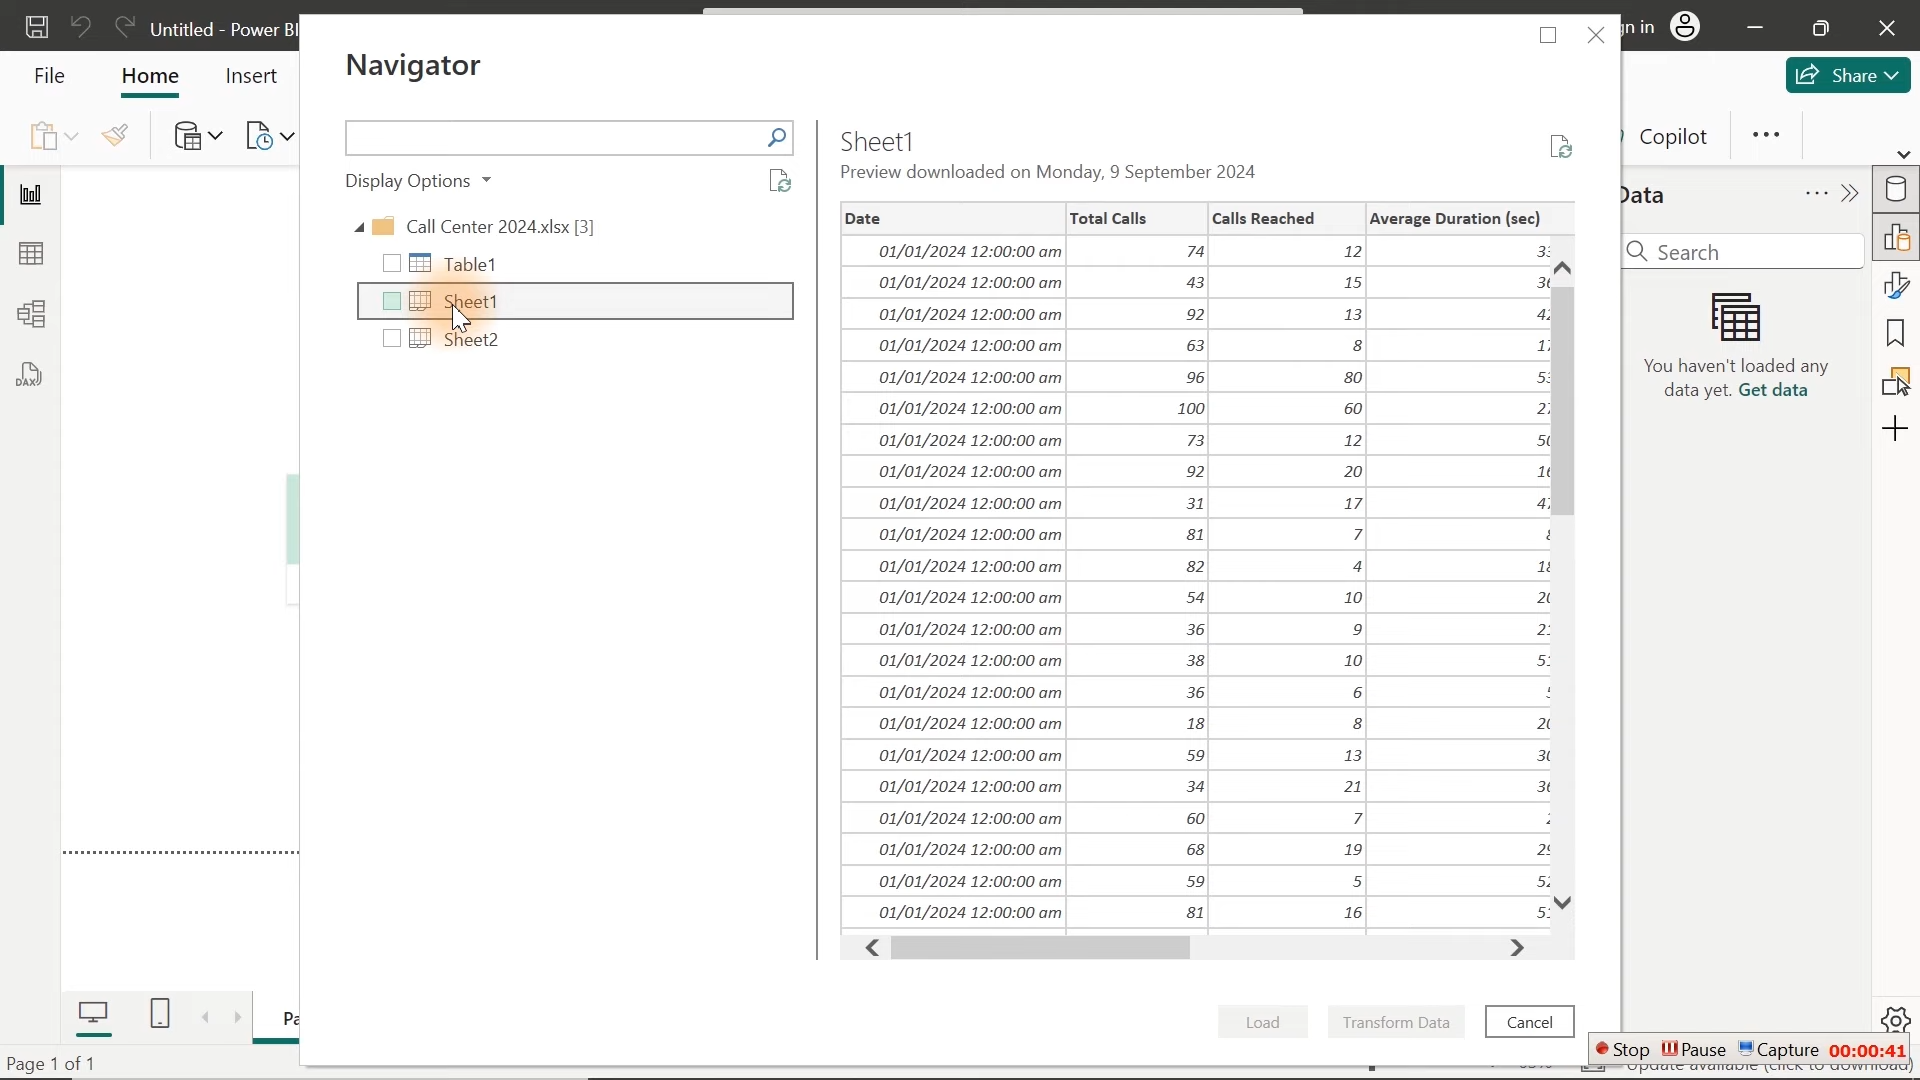 Untitled - Power BI
File
Home
Insert
Share
Copilot
Navigator
Display Options
Call Center 2024.xlsx [3]
Table1
Sheet1
Sheet2
Sheet1
Preview downloaded on Monday, 9 September 2024
Date Total Calls Calls Reached Average Duration (sec)
01/01/2024 12:00:00 am 74 12
01/01/2024 12:00:00 am 43 15
01/01/2024 12:00:00 am 92 13
01/01/2024 12:00:00 am 63 8
01/01/2024 12:00:00 am 96 80
01/01/2024 12:00:00 am 100 60
01/01/2024 12:00:00 am 73 12
01/01/2024 12:00:00 am 92 20
01/01/2024 12:00:00 am 31 17
01/01/2024 12:00:00 am 81 7
01/01/2024 12:00:00 am 82 4
01/01/2024 12:00:00 am 54 10
01/01/2024 12:00:00 am 36 9
01/01/2024 12:00:00 am 38 10
01/01/2024 12:00:00 am 36 6
01/01/2024 12:00:00 am 18 8
01/01/2024 12:00:00 am 59 13
01/01/2024 12:00:00 am 34 21
01/01/2024 12:00:00 am 60 7
01/01/2024 12:00:00 am 68 19
01/01/2024 12:00:00 am 59 5
01/01/2024 12:00:00 am 81 16
Load Transform Data Cancel
Data
Search
You haven't loaded any
data yet. Get data
DAX
Page 1 of 1
Stop Pause Capture 00:00:41
Update available (click to download)